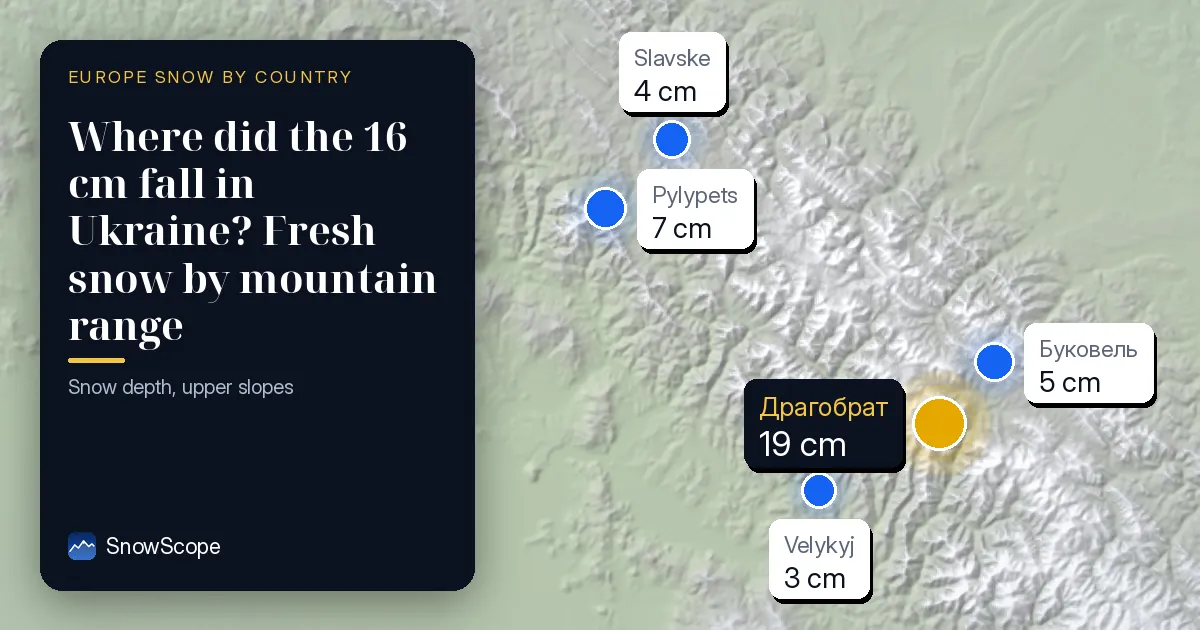 EUROPE SNOW BY COUNTRY
Where did the 16
cm fall in
Ukraine? Fresh
snow by mountain
range
Snow depth, upper slopes
SnowScope
Slavske
4 cm
Pylypets
7 cm
Буковель
5 cm
Драгобрат
19 cm
Velykyj
3 cm